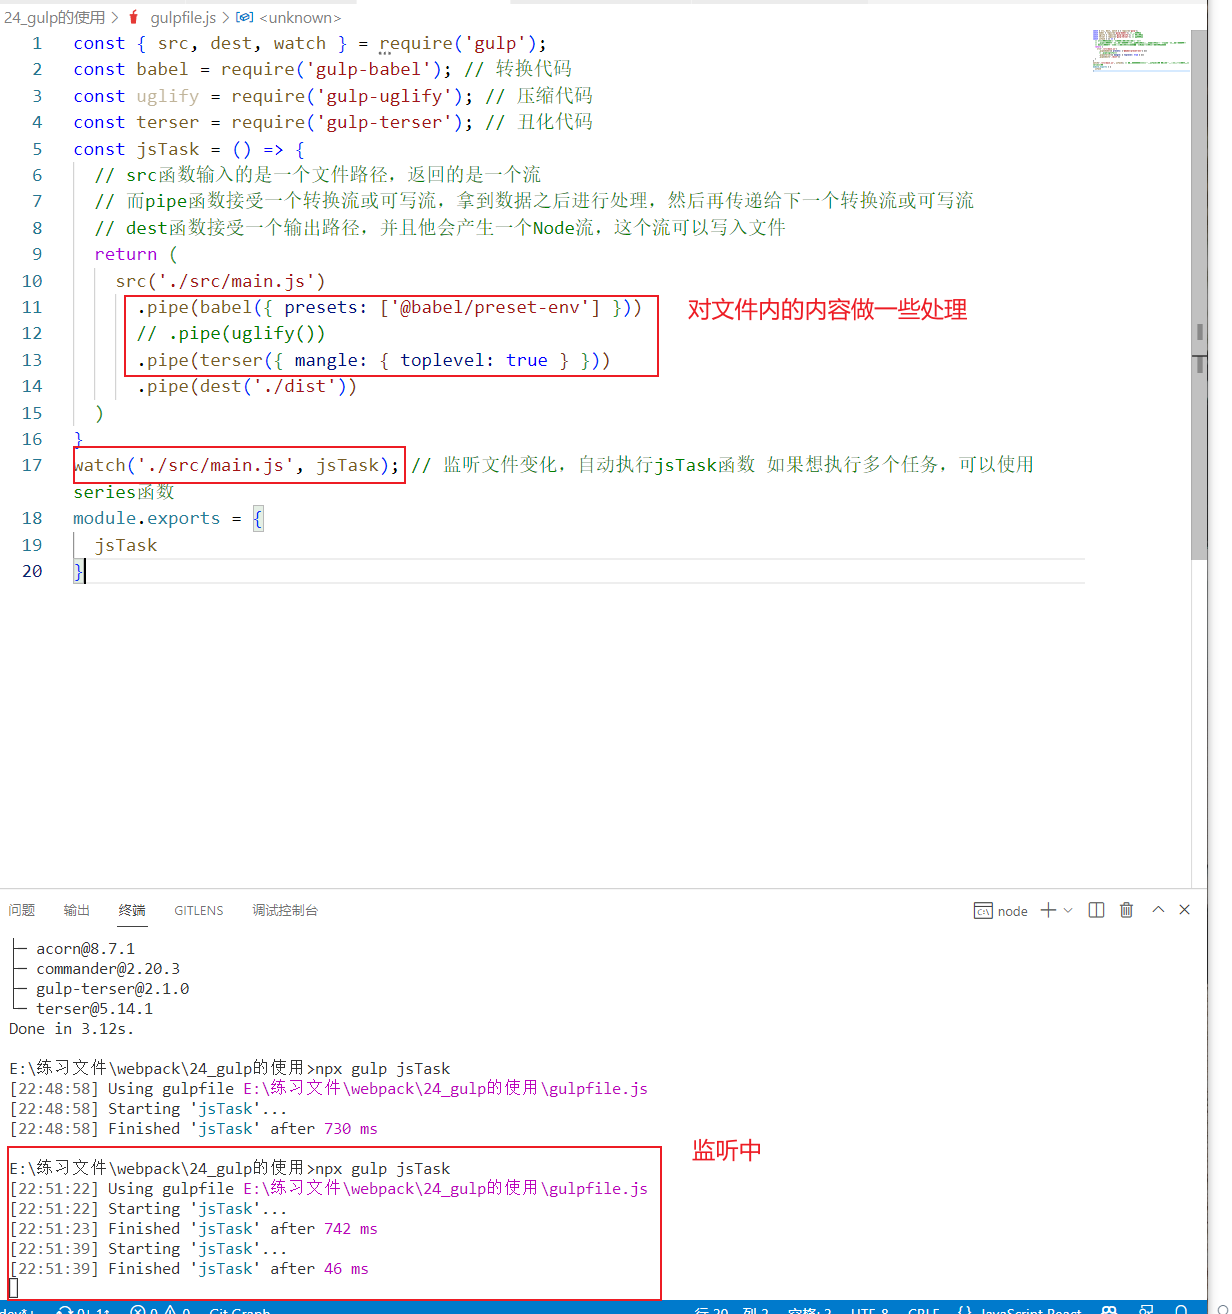 24_gulp的使用 > gulpfile.js > <unknown>
1 const { src, dest, watch } = require('gulp');
2 const babel = require('gulp-babel'); // 转换代码
3 const uglify = require('gulp-uglify'); // 压缩代码
4 const terser = require('gulp-terser'); // 丑化代码
5 const jsTask = () => {
6 // src函数输入的是一个文件路径，返回的是一个流
7 // 而pipe函数接受一个转换流或可写流，拿到数据之后进行处理，然后再传递给下一个转换流或可写流
8 // dest函数接受一个输出路径，并且他会产生一个Node流，这个流可以写入文件
9 return (
10 src('./src/main.js')
11 .pipe(babel({ presets: ['@babel/preset-env'] }))
对文件内的内容做一些处理
12 // .pipe(uglify())
13 .pipe(terser({ mangle: { toplevel: true } }))
14 .pipe(dest('./dist'))
15 )
16 }
17 watch('./src/main.js', jsTask); // 监听文件变化，自动执行jsTask函数 如果想执行多个任务，可以使用
series函数
18 module.exports = {
19 jsTask
20 }
问题 输出 终端 GITLENS 调试控制台 node
├─ acorn@8.7.1
├─ commander@2.20.3
├─ gulp-terser@2.1.0
└─ terser@5.14.1
Done in 3.12s.
E:\练习文件\webpack\24_gulp的使用>npx gulp jsTask
[22:48:58] Using gulpfile E:\练习文件\webpack\24_gulp的使用\gulpfile.js
[22:48:58] Starting 'jsTask'...
[22:48:58] Finished 'jsTask' after 730 ms
监听中
E:\练习文件\webpack\24_gulp的使用>npx gulp jsTask
[22:51:22] Using gulpfile E:\练习文件\webpack\24_gulp的使用\gulpfile.js
[22:51:22] Starting 'jsTask'...
[22:51:23] Finished 'jsTask' after 742 ms
[22:51:39] Starting 'jsTask'...
[22:51:39] Finished 'jsTask' after 46 ms
dev*+ 0↓ 1↑ 0 0 Git Graph 行 20, 列 2 空格: 2 UTF-8 CRLF {} JavaScript React